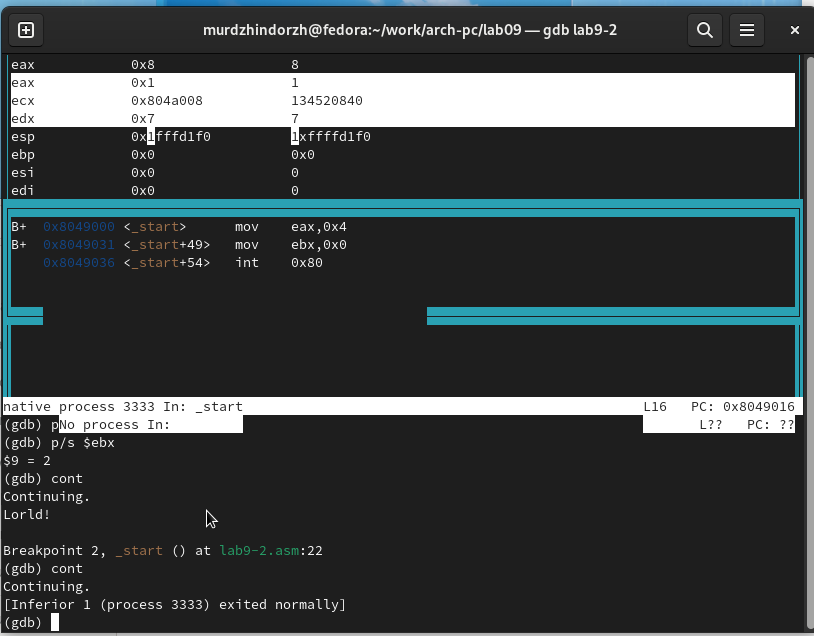 murdzhindorzh@fedora:~/work/arch-pc/lab09 — gdb lab9-2
eax 0x8 8
eax 0x1 1
ecx 0x804a008 134520840
edx 0x7 7
esp 0x1fffd1f0 1xffffd1f0
ebp 0x0 0x0
esi 0x0 0
edi 0x0 0
B+ 0x8049000 <_start> mov eax,0x4
B+ 0x8049031 <_start+49> mov ebx,0x0
0x8049036 <_start+54> int 0x80
native process 3333 In: _start L16 PC: 0x8049016
(gdb) pNo process In: L?? PC: ??
(gdb) p/s $ebx
$9 = 2
(gdb) cont
Continuing.
Lorld!
Breakpoint 2, _start () at lab9-2.asm:22
(gdb) cont
Continuing.
[Inferior 1 (process 3333) exited normally]
(gdb)